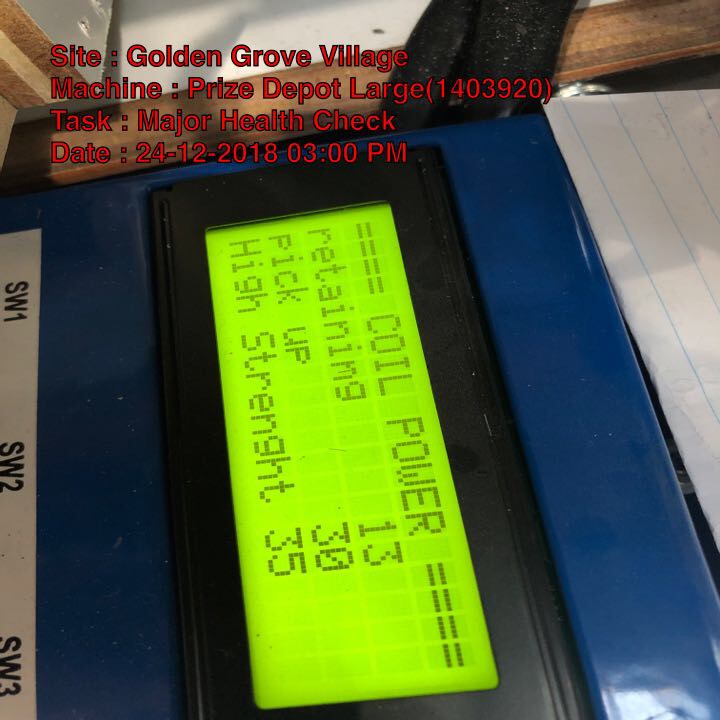 Site : Golden Grove Village
Machine : Prize Depot Large(1403920)
Task : Major Health Check
Date : 24-12-2018 03:00 PM
==== COIL POWER ====
retaining 13
Pick up 30
High Strenght 35
SW1
SW2
SW3